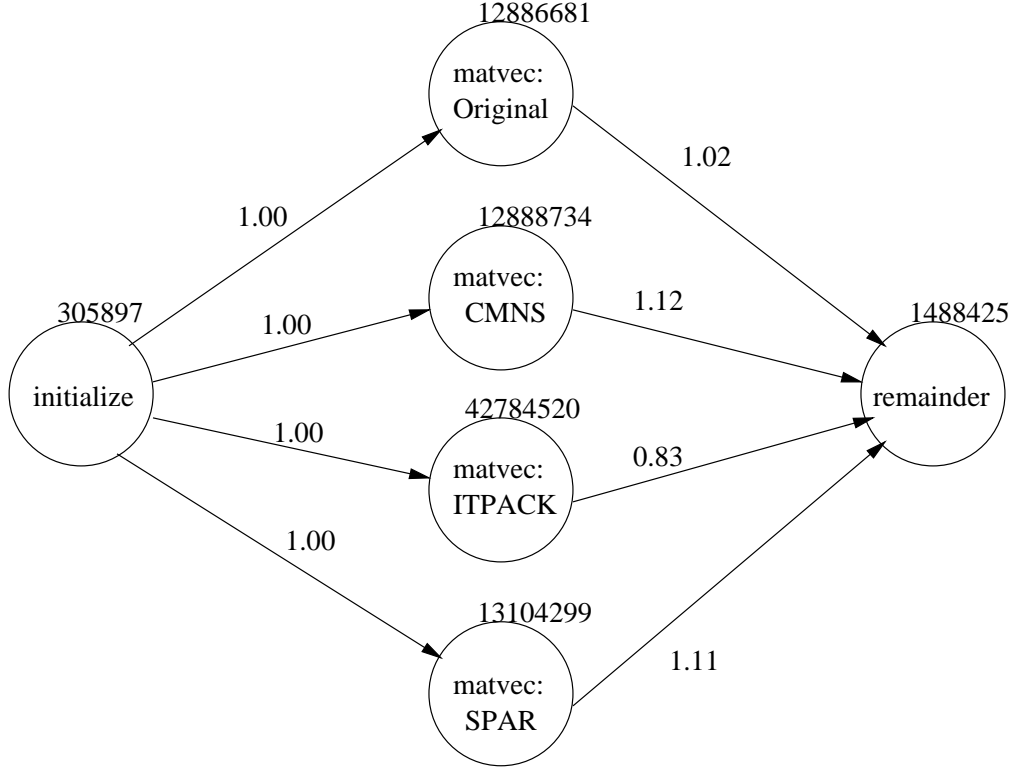 12886681
matvec:
Original
1.02
1.00
12888734
matvec:
CMNS
1.12
1.00
305897
initialize
1488425
remainder
42784520
matvec:
ITPACK
1.00
0.83
1.00
13104299
matvec:
SPAR
1.11